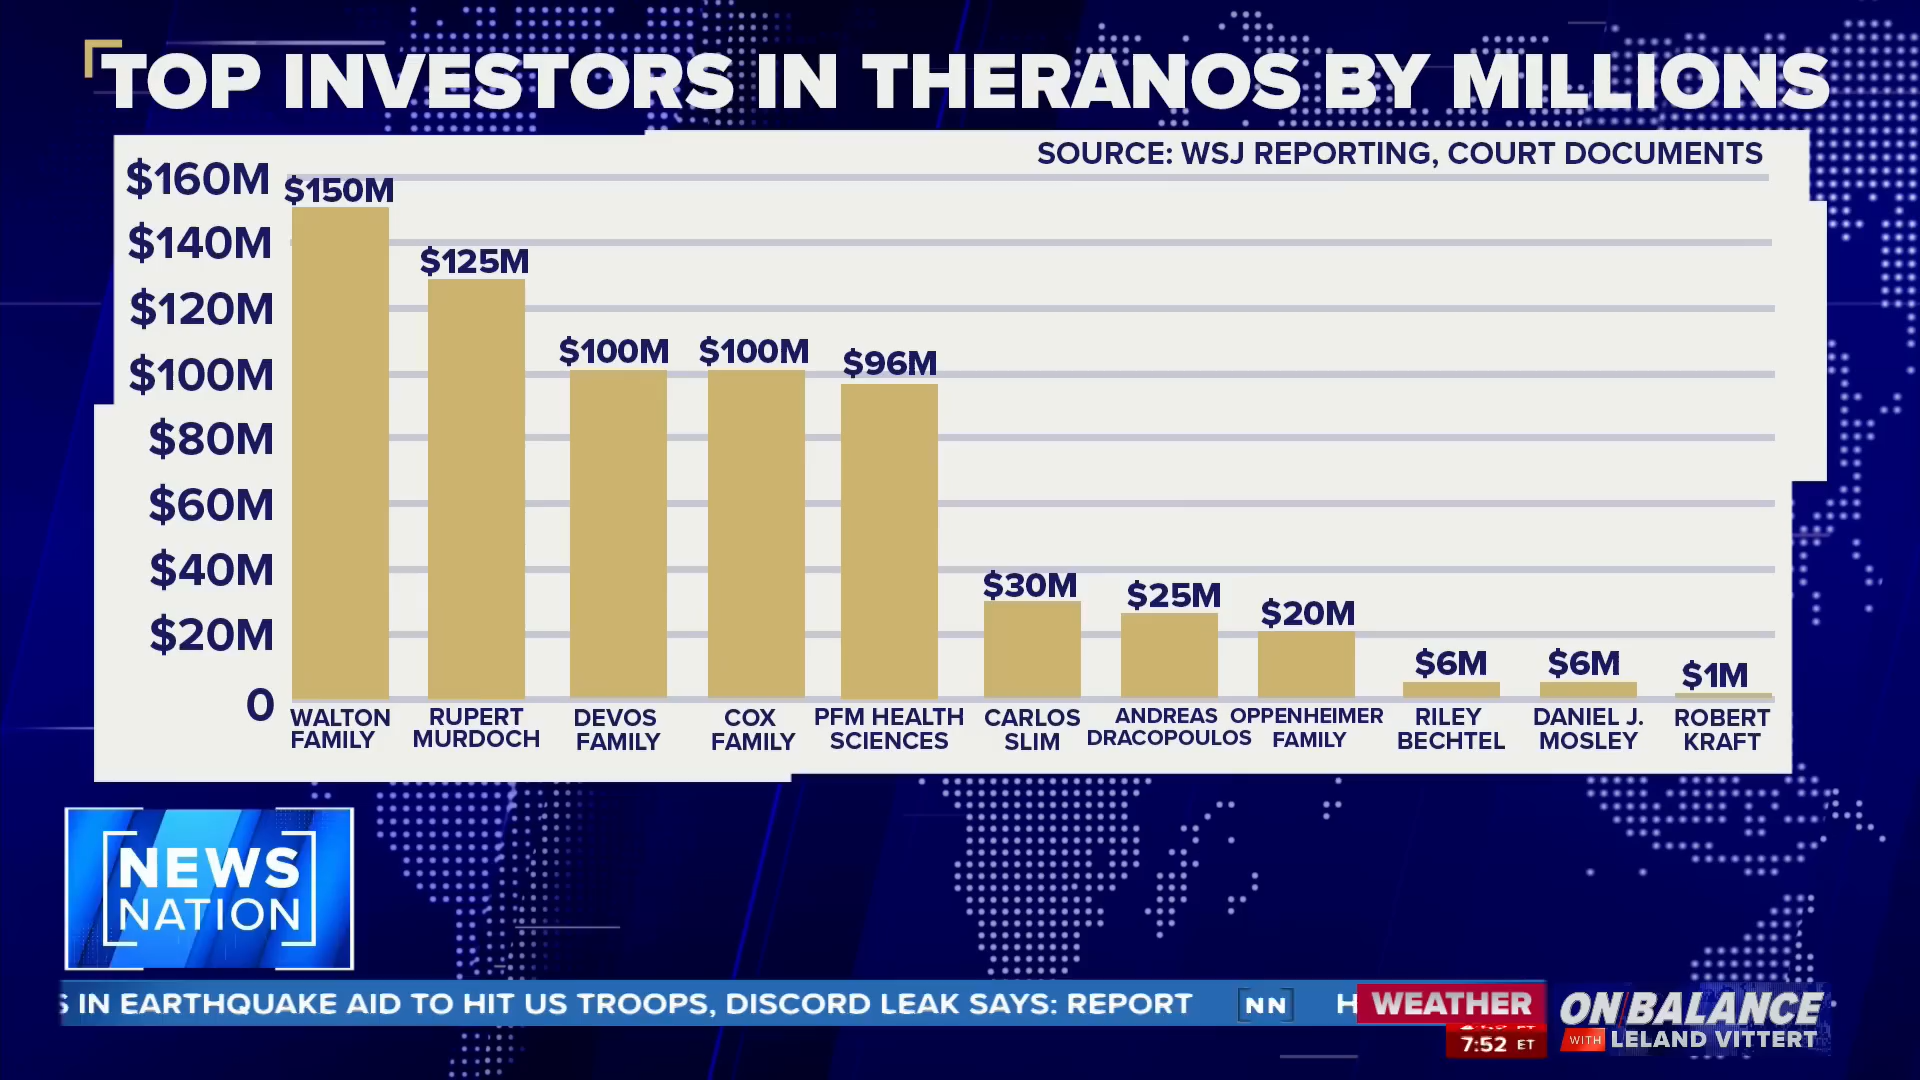 TOP INVESTORS IN THERANOS BY MILLIONS
SOURCE: WSJ REPORTING, COURT DOCUMENTS
$160M
$140M
$120M
$100M
$80M
$60M
$40M
$20M
0
$150M
$125M
$100M
$100M
$96M
$30M
$25M
$20M
$6M
$6M
$1M
WALTON
FAMILY
RUPERT
MURDOCH
DEVOS
FAMILY
COX
FAMILY
PFM HEALTH
SCIENCES
CARLOS
SLIM
ANDREAS
DRACOPOULOS
OPPENHEIMER
FAMILY
RILEY
BECHTEL
DANIEL J.
MOSLEY
ROBERT
KRAFT
NEWS
NATION
IN EARTHQUAKE AID TO HIT US TROOPS, DISCORD LEAK SAYS: REPORT NN
WEATHER
7:52 ET
ON BALANCE
WITH LELAND VITTERT